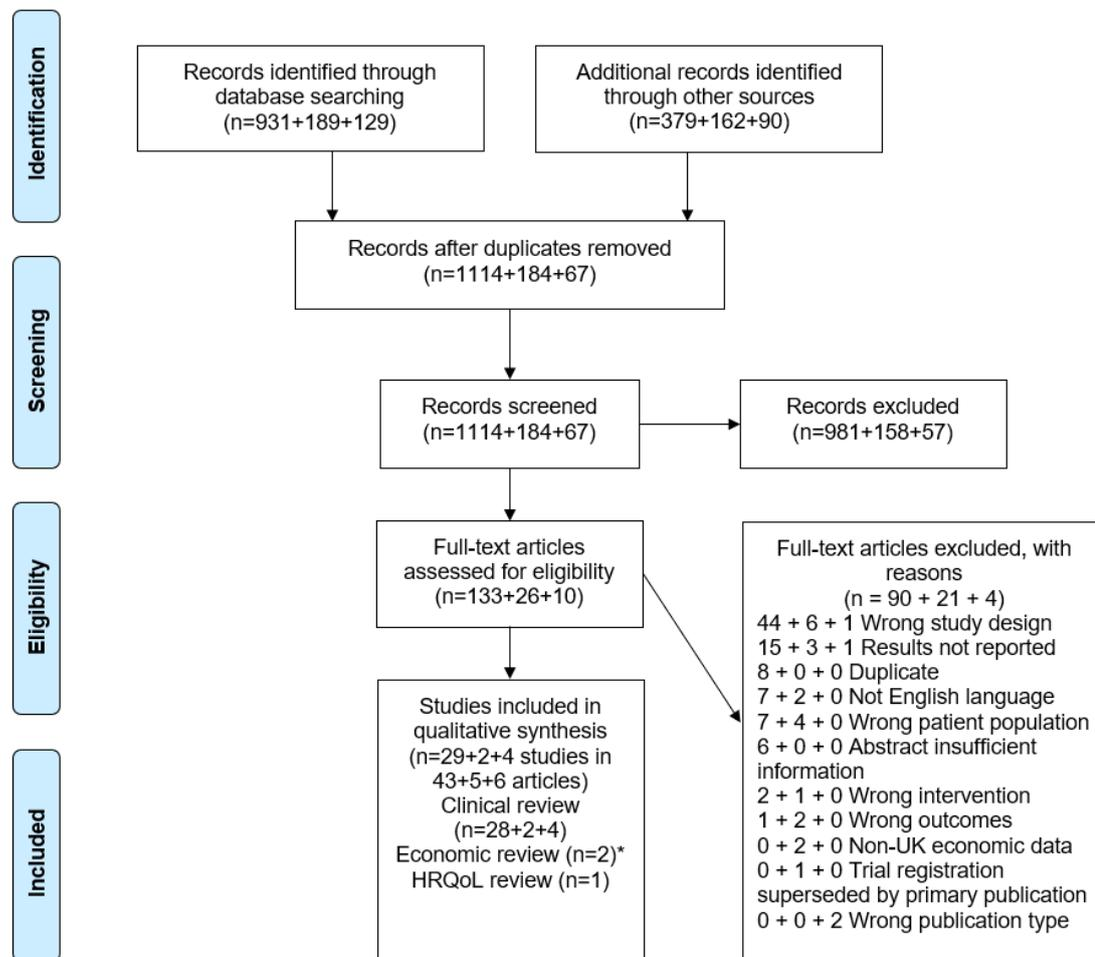 Identification
Records identified through
database searching
(n=931+189+129)
Additional records identified
through other sources
(n=379+162+90)
Records after duplicates removed
(n=1114+184+67)
Screening
Records screened
(n=1114+184+67)
Records excluded
(n=981+158+57)
Eligibility
Full-text articles
assessed for eligibility
(n=133+26+10)
Full-text articles excluded, with
reasons
(n = 90 + 21 + 4)
44 + 6 + 1 Wrong study design
15 + 3 + 1 Results not reported
8 + 0 + 0 Duplicate
7 + 2 + 0 Not English language
7 + 4 + 0 Wrong patient population
6 + 0 + 0 Abstract insufficient
information
2 + 1 + 0 Wrong intervention
1 + 2 + 0 Wrong outcomes
0 + 2 + 0 Non-UK economic data
0 + 1 + 0 Trial registration
superseded by primary publication
0 + 0 + 2 Wrong publication type
Included
Studies included in
qualitative synthesis
(n=29+2+4 studies in
43+5+6 articles)
Clinical review
(n=28+2+4)
Economic review (n=2)*
HRQoL review (n=1)